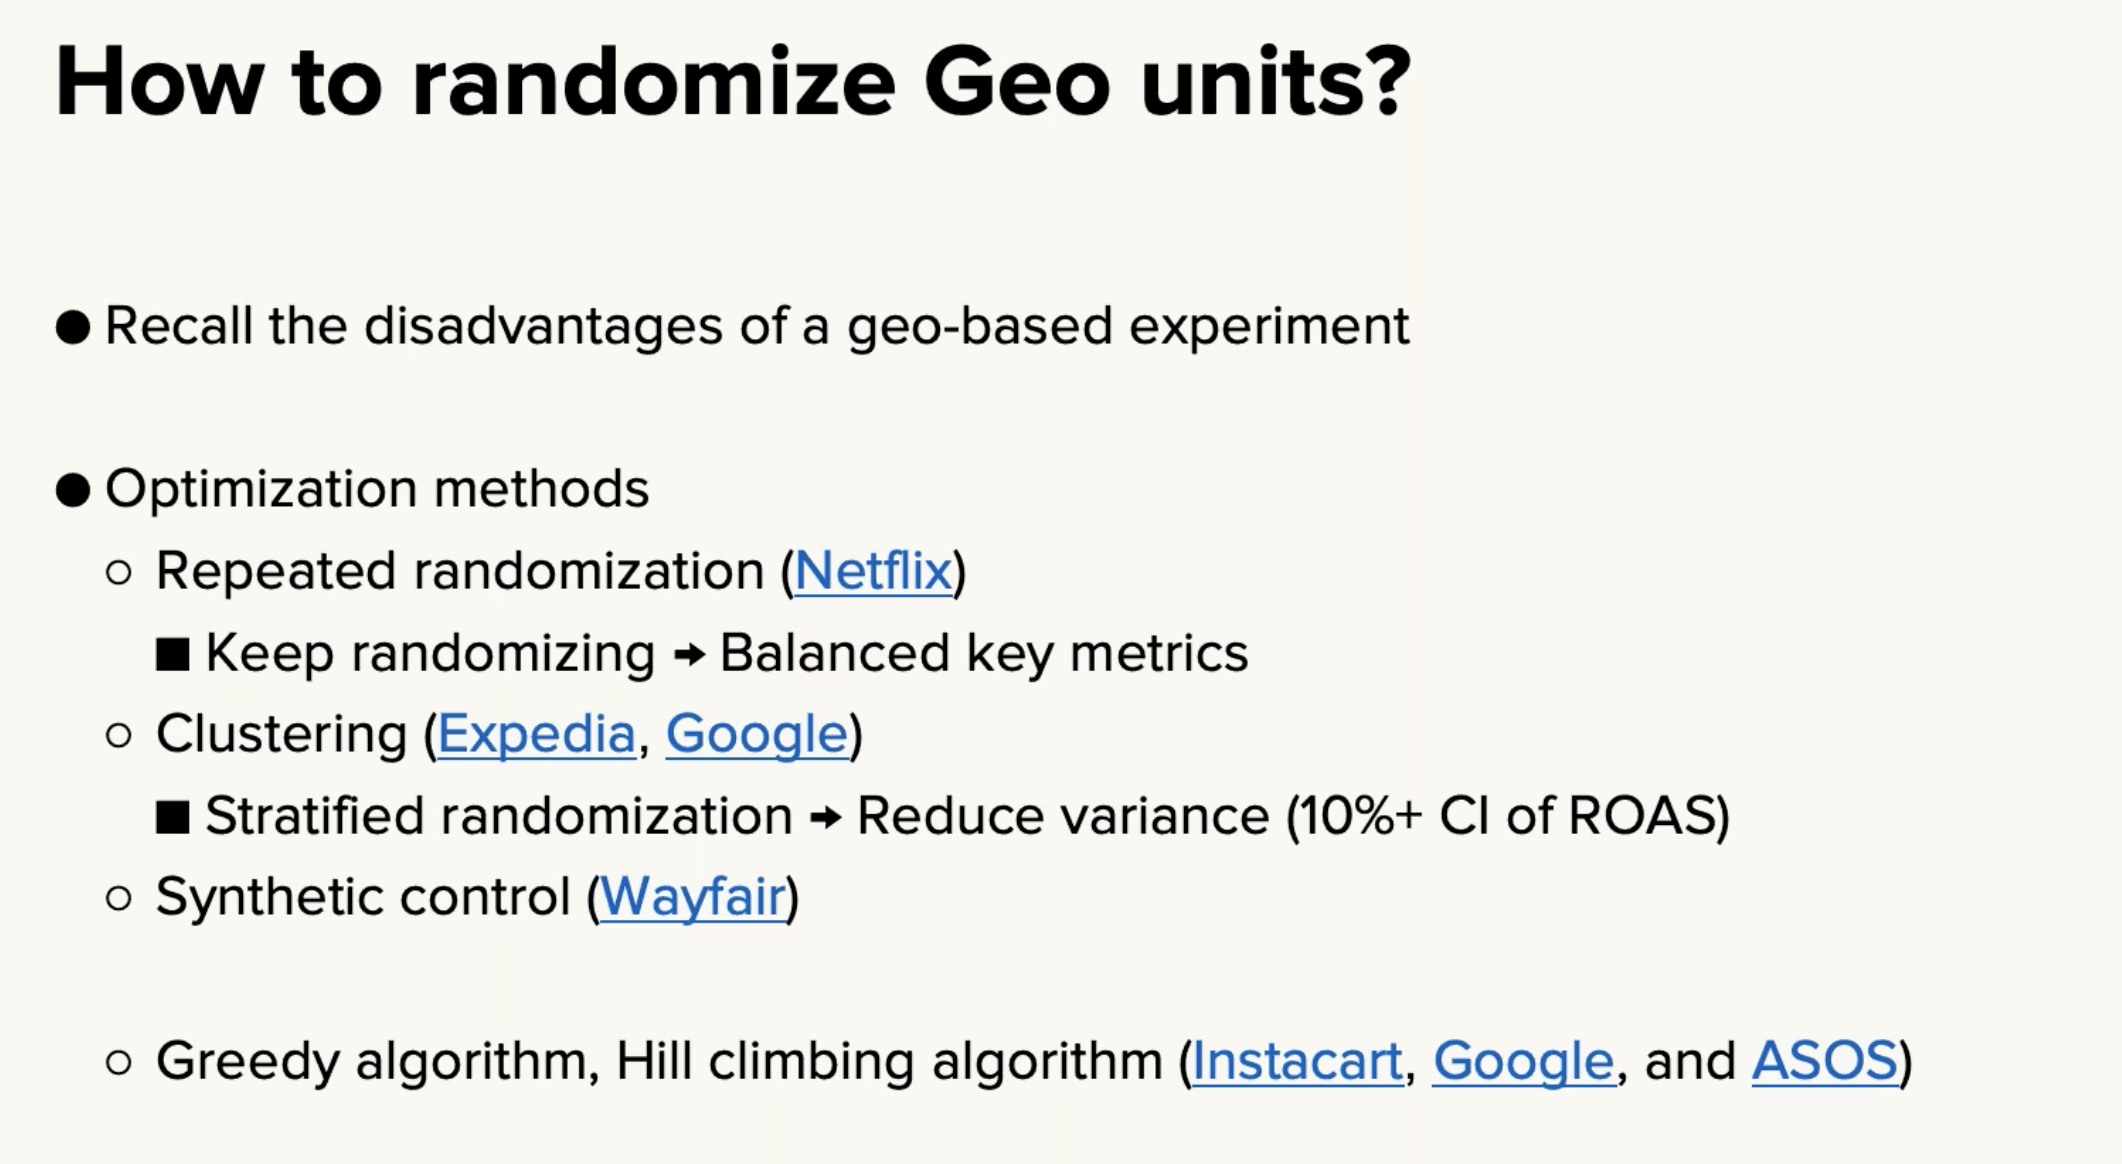 How to randomize Geo units?
● Recall the disadvantages of a geo-based experiment
● Optimization methods
○ Repeated randomization (Netflix)
■ Keep randomizing → Balanced key metrics
○ Clustering (Expedia, Google)
■ Stratified randomization → Reduce variance (10%+ CI of ROAS)
○ Synthetic control (Wayfair)
○ Greedy algorithm, Hill climbing algorithm (Instacart, Google, and ASOS)